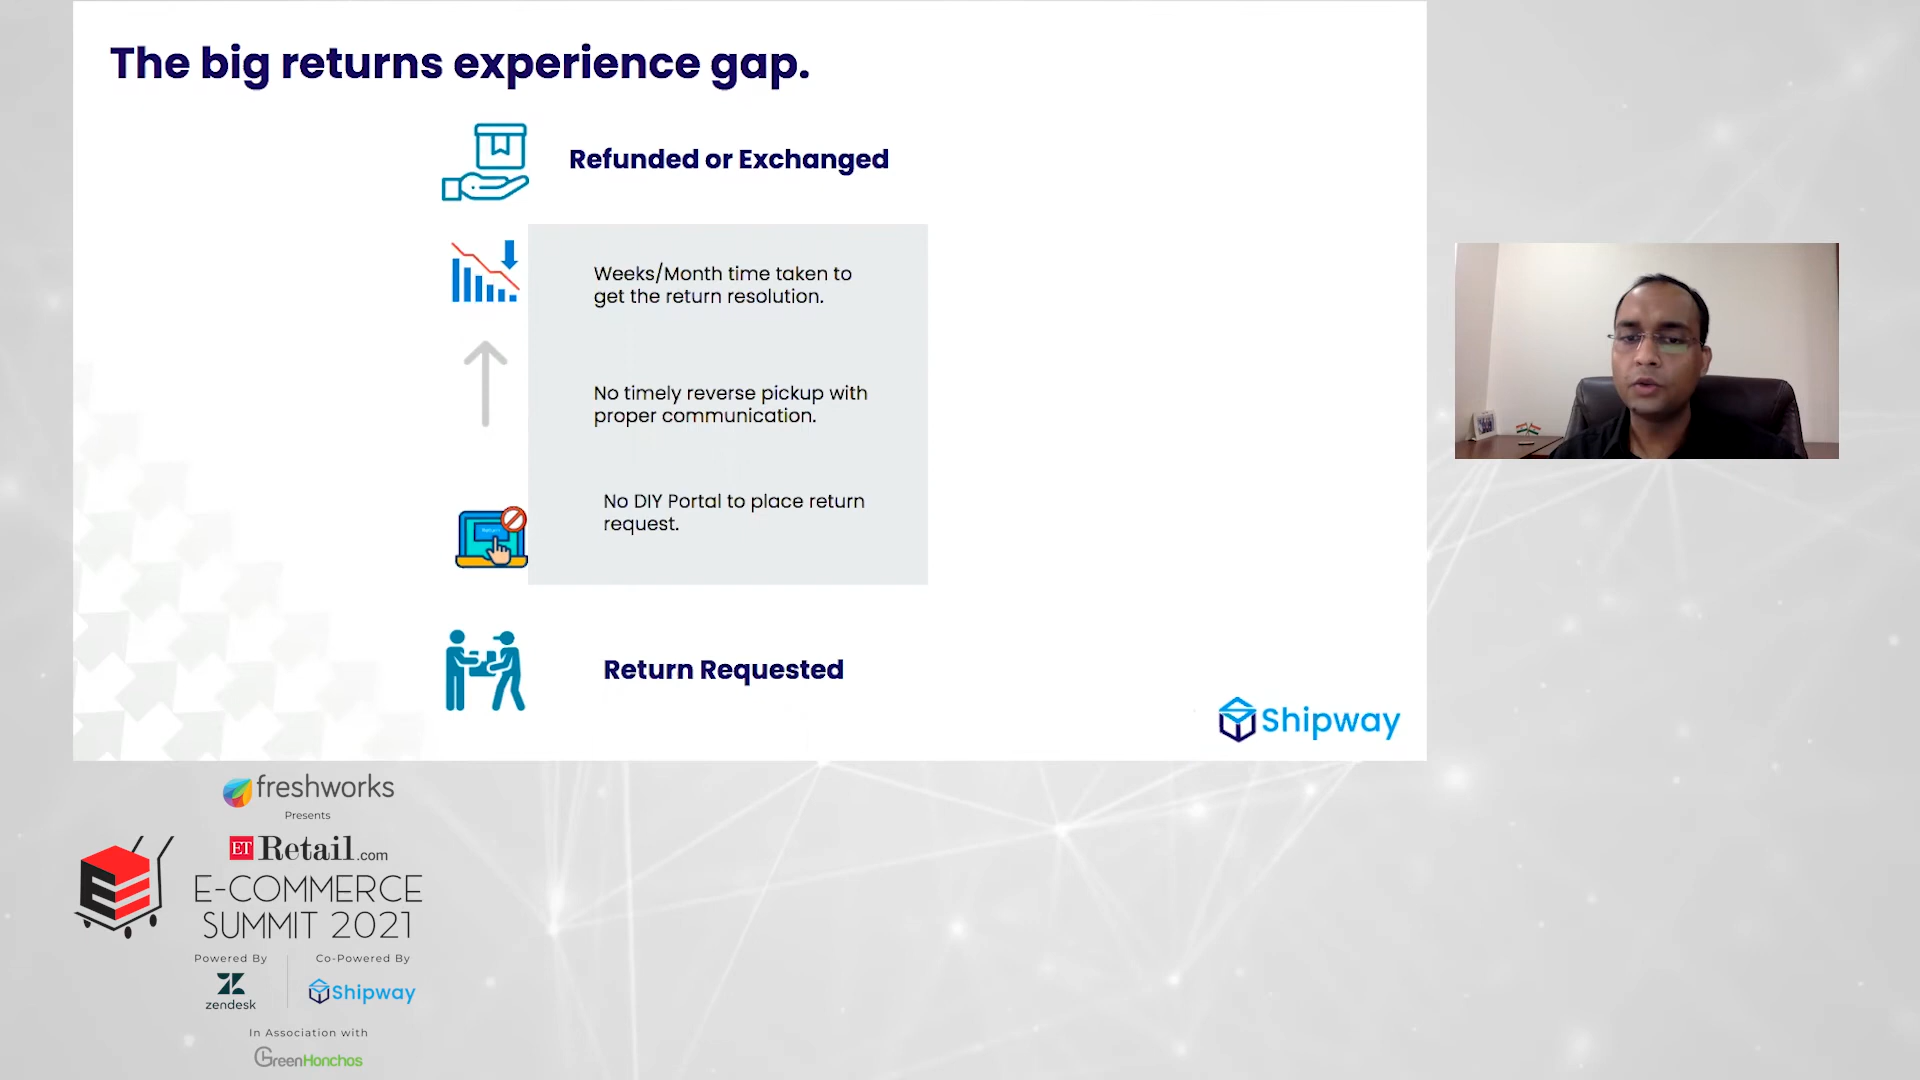 The big returns experience gap.
Refunded or Exchanged
Weeks/Month time taken to
get the return resolution.
No timely reverse pickup with
proper communication.
No DIY Portal to place return
request.
Return Requested
Shipway
freshworks
Presents
ET Retail.com
E-COMMERCE
SUMMIT 2021
Powered By
zendesk
Co-Powered By
Shipway
In Association with
GreenHonchos